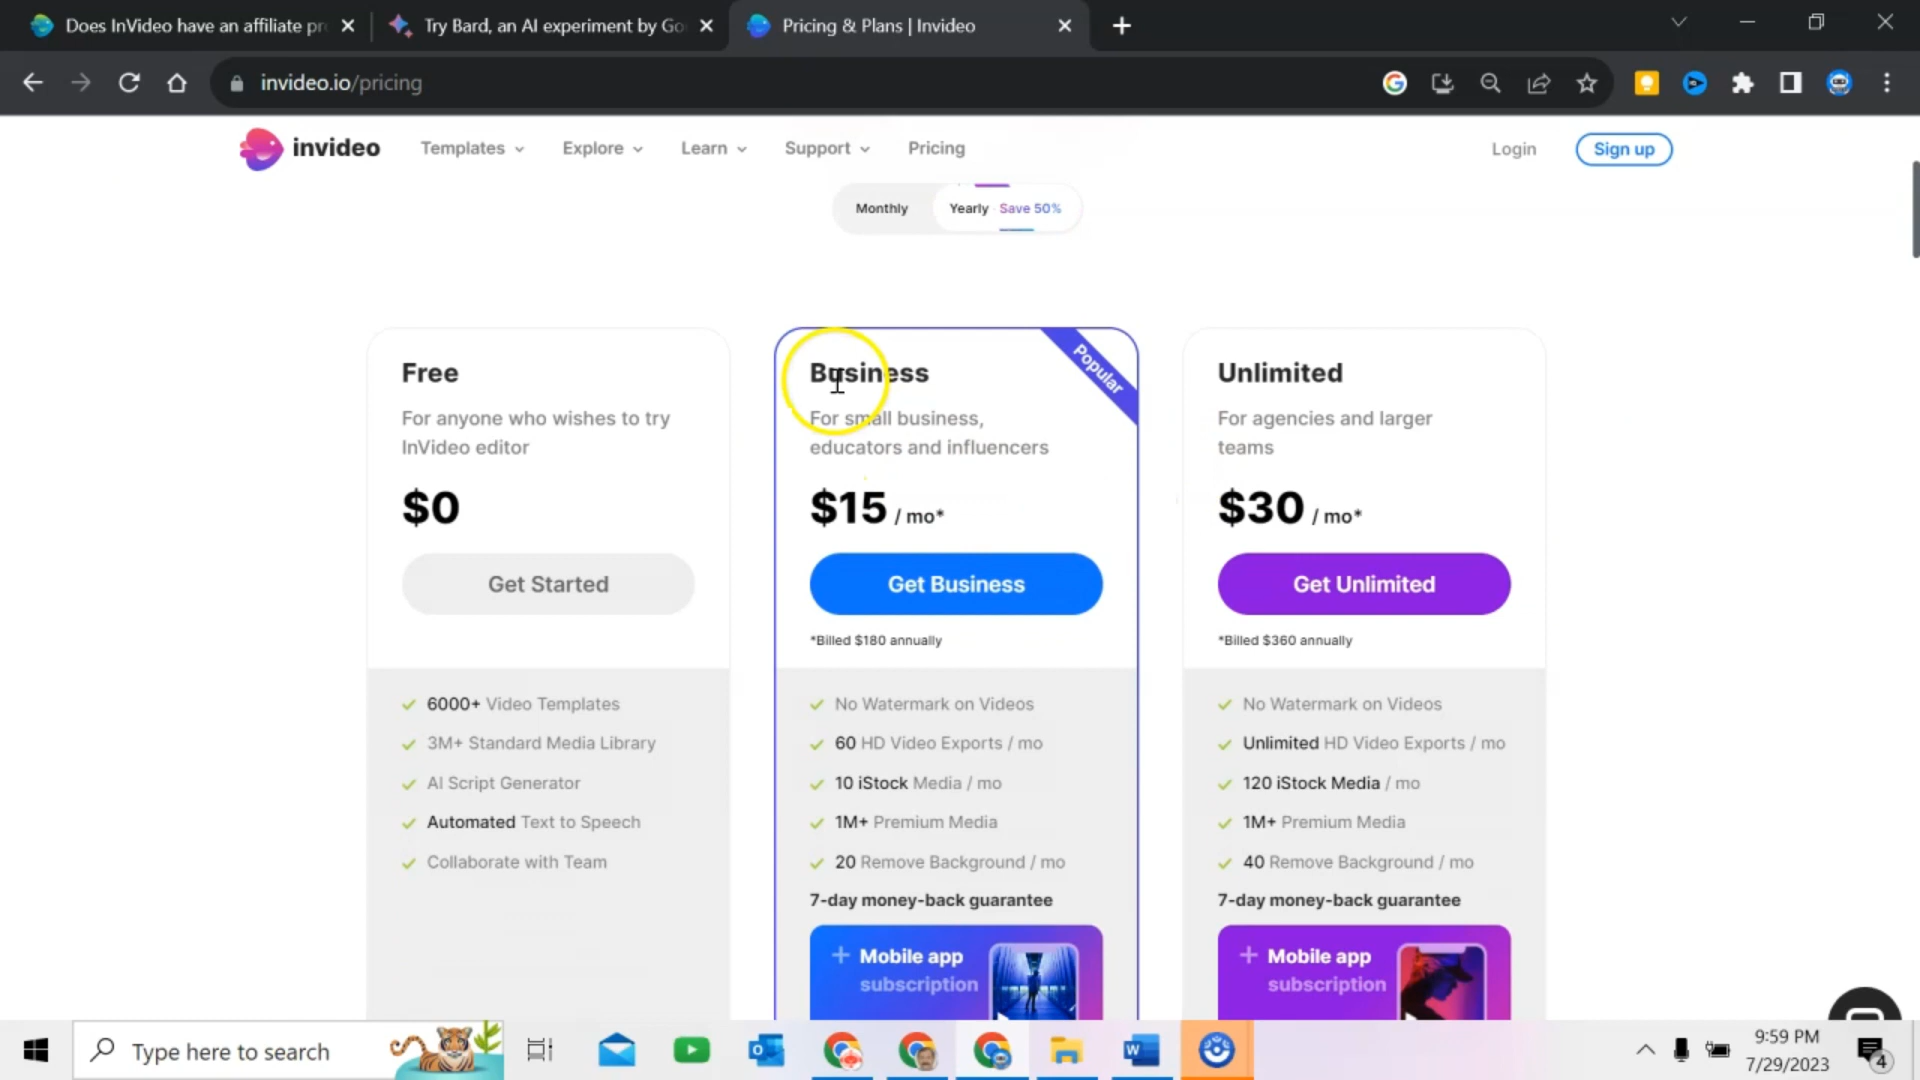 Does InVideo have an affiliate pr
Try Bard, an AI experiment by Go
Pricing & Plans | Invideo
invideo.io/pricing
invideo
Templates
Explore
Learn
Support
Pricing
Login
Sign up
Monthly
Yearly Save 50%
Free
For anyone who wishes to try
InVideo editor
$0
Get Started
6000+ Video Templates
3M+ Standard Media Library
AI Script Generator
Automated Text to Speech
Collaborate with Team
Popular
Business
For small business,
educators and influencers
$15 / mo*
Get Business
*Billed $180 annually
No Watermark on Videos
60 HD Video Exports / mo
10 iStock Media / mo
1M+ Premium Media
20 Remove Background / mo
7-day money-back guarantee
+ Mobile app
subscription
Unlimited
For agencies and larger
teams
$30 / mo*
Get Unlimited
*Billed $360 annually
No Watermark on Videos
Unlimited HD Video Exports / mo
120 iStock Media / mo
1M+ Premium Media
40 Remove Background / mo
7-day money-back guarantee
+ Mobile app
subscription
Type here to search
9:59 PM
7/29/2023
4